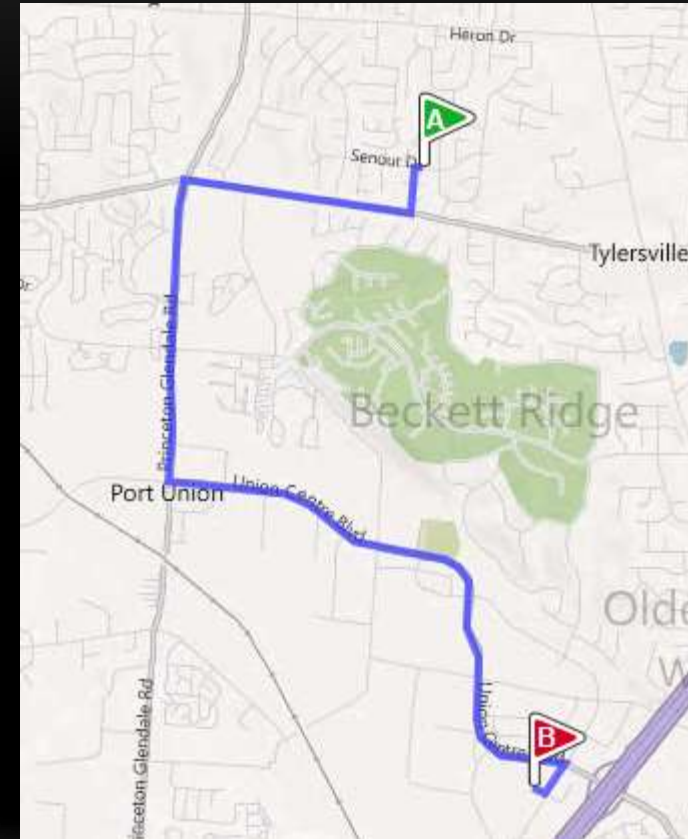 Heron Dr
A
Senour D
Tylersville
Dr
Princeton Glendale Rd
Beckett Ridge
Port Union
Union Centre Blvd
Olde
W
Union Centre
B
Princeton Glendale Rd